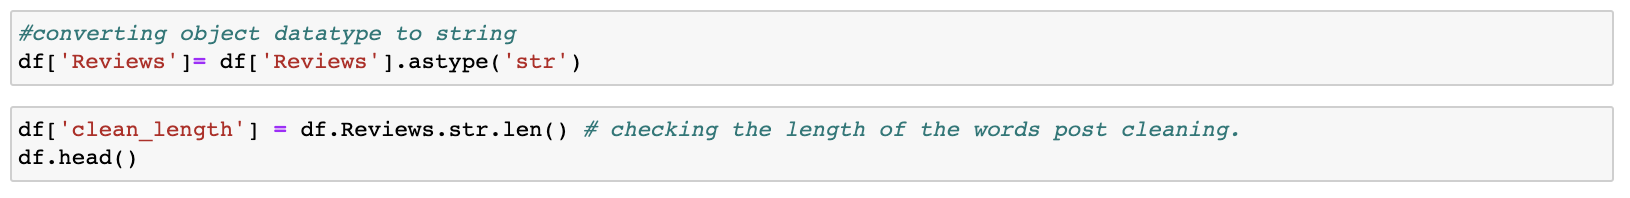 #converting object datatype to string
df['Reviews']= df['Reviews'].astype('str')
df['clean_length'] = df.Reviews.str.len() # checking the length of the words post cleaning.
df.head()